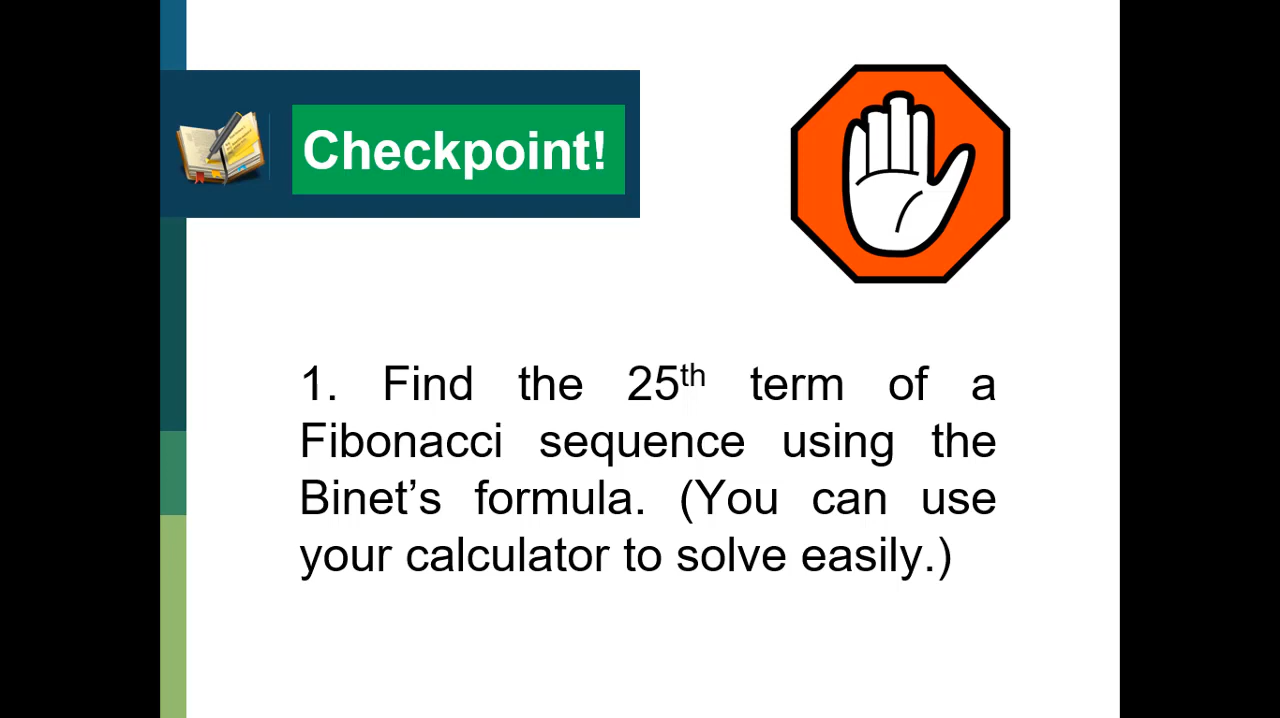 Checkpoint!
1. Find the 25th term of a
Fibonacci sequence using the
Binet’s formula. (You can use
your calculator to solve easily.)